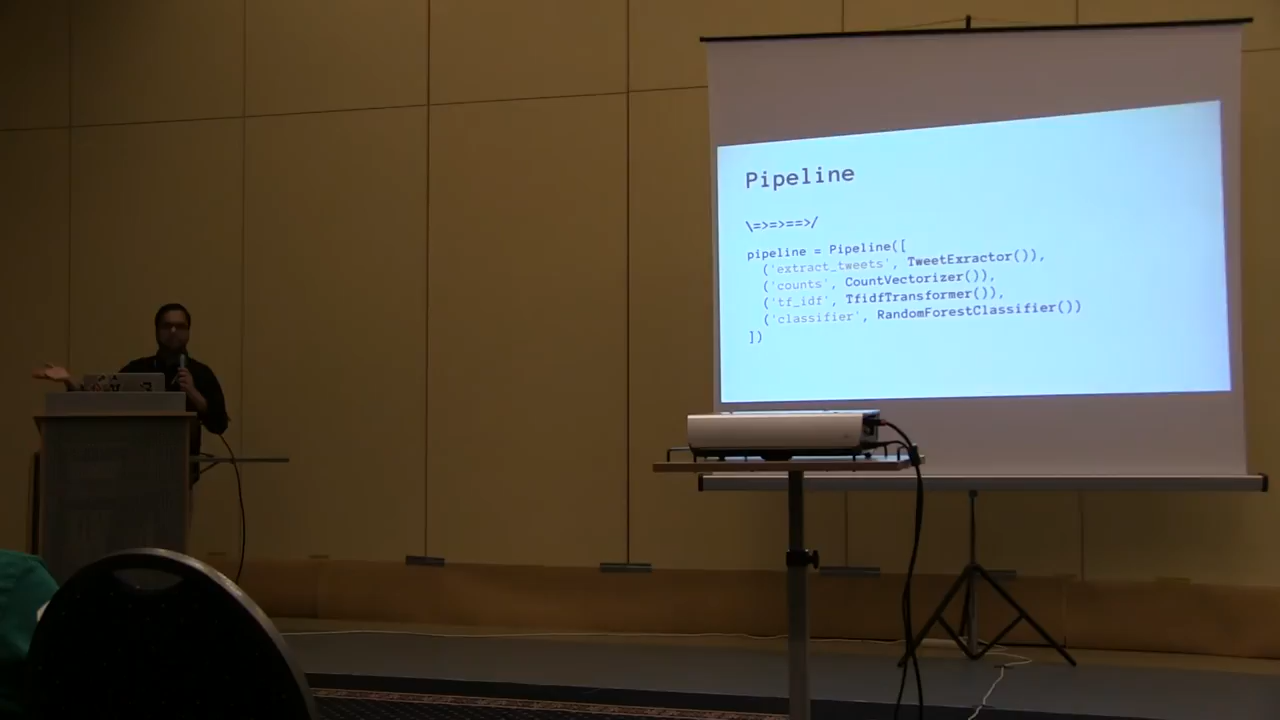 Pipeline
\=>=>==>/
pipeline = Pipeline([
('extract_tweets', TweetExractor()),
('counts', CountVectorizer()),
('tf_idf', TfidfTransformer()),
('classifier', RandomForestClassifier())
])